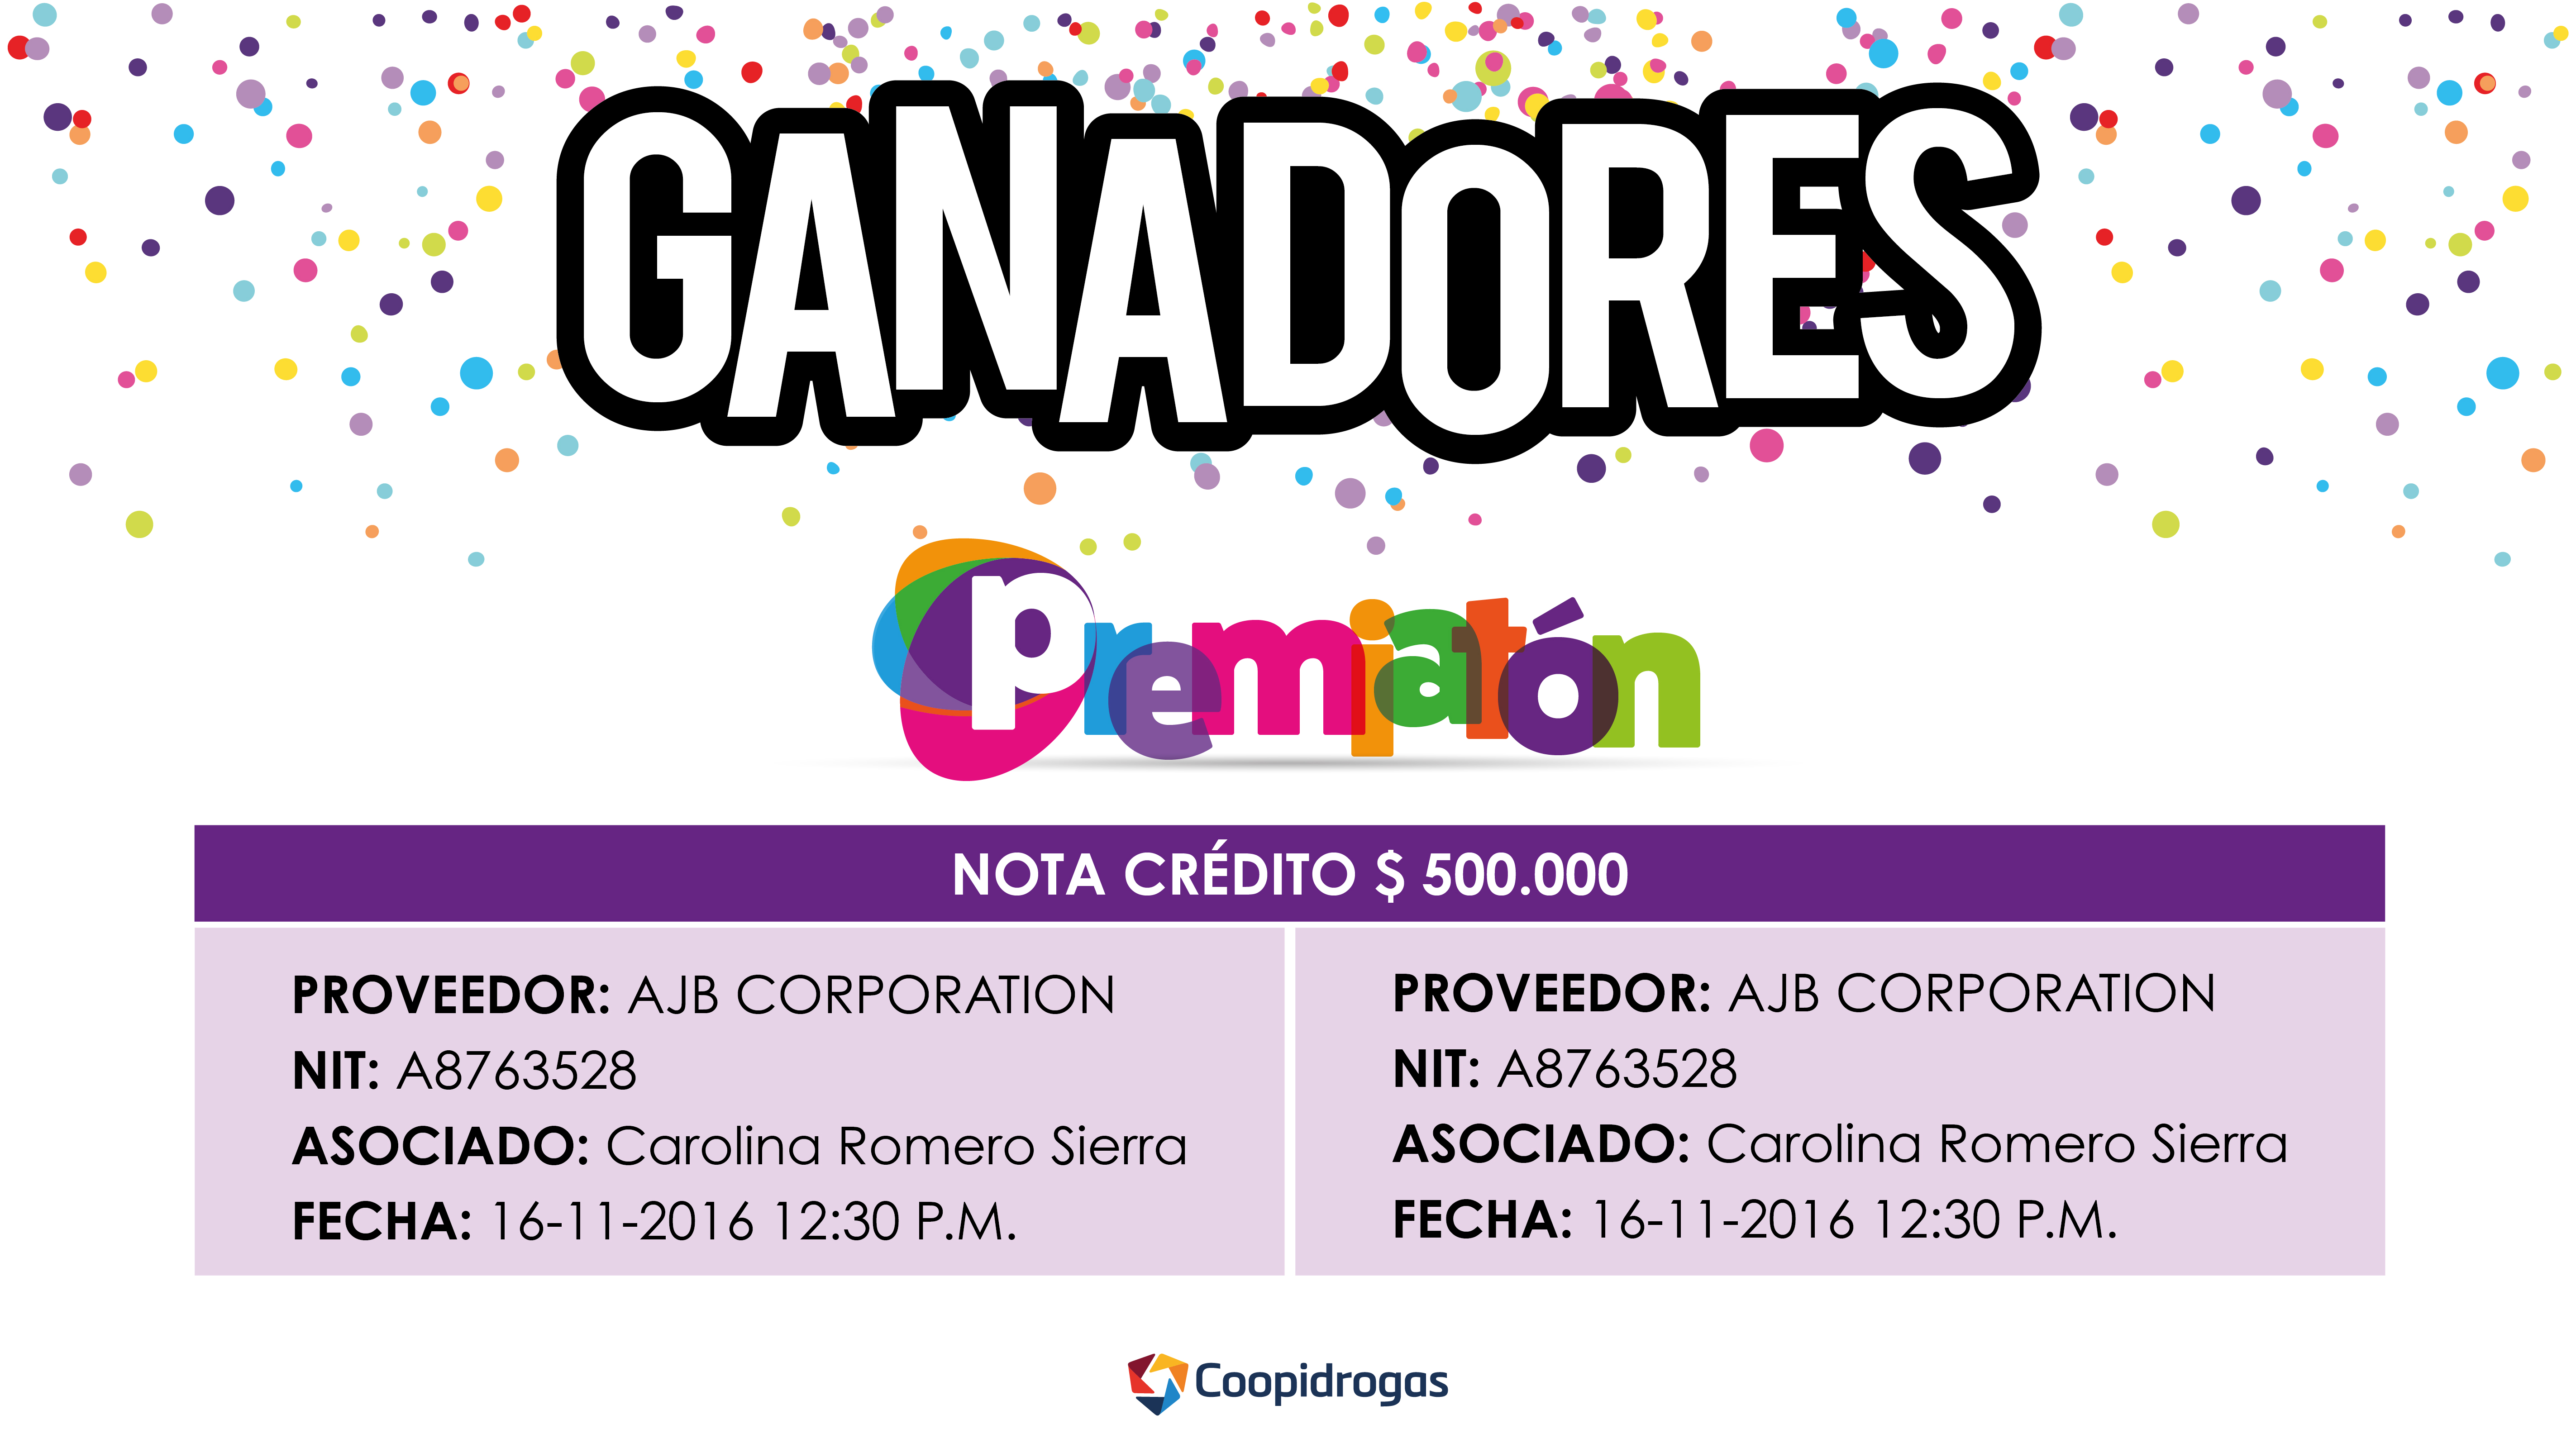 GANADORES
Premiatón
NOTA CRÉDITO $ 500.000
PROVEEDOR: AJB CORPORATION
NIT: A8763528
ASOCIADO: Carolina Romero Sierra
FECHA: 16-11-2016 12:30 P.M.
PROVEEDOR: AJB CORPORATION
NIT: A8763528
ASOCIADO: Carolina Romero Sierra
FECHA: 16-11-2016 12:30 P.M.
Coopidrogas